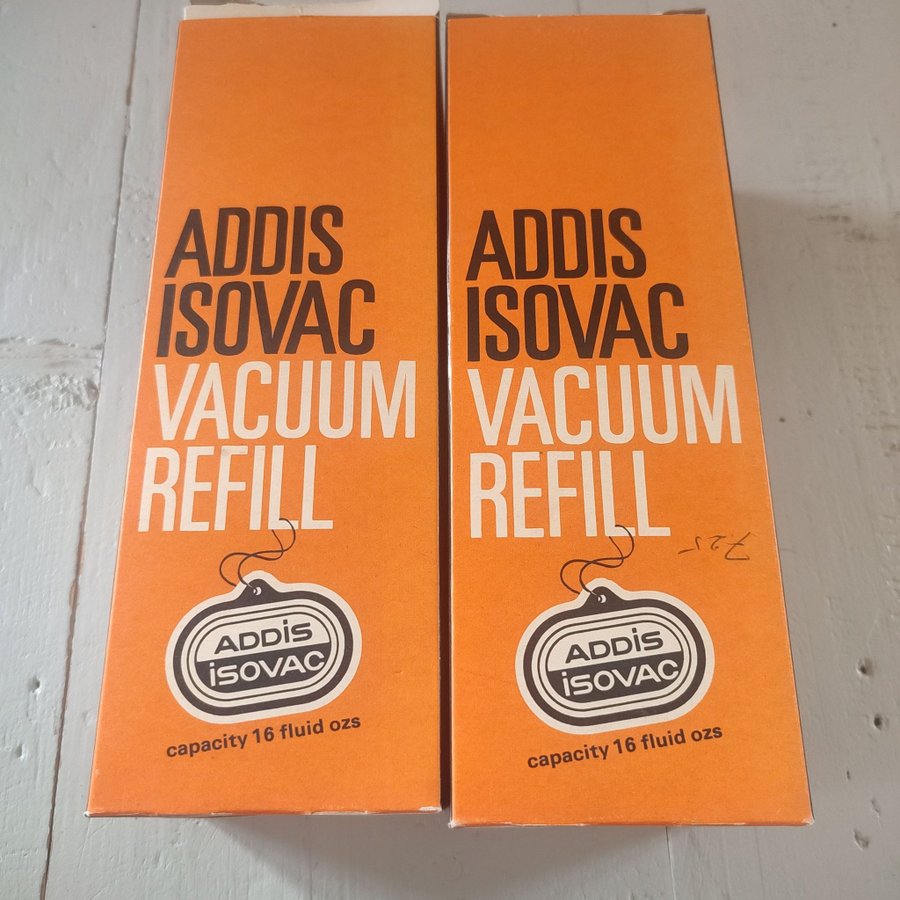 ADDIS
ISOVAC
VACUUM
REFILL
ADDIS
ISOVAC
capacity 16 fluid ozs
ADDIS
ISOVAC
VACUUM
REFILL
725
ADDIS
ISOVAC
capacity 16 fluid ozs